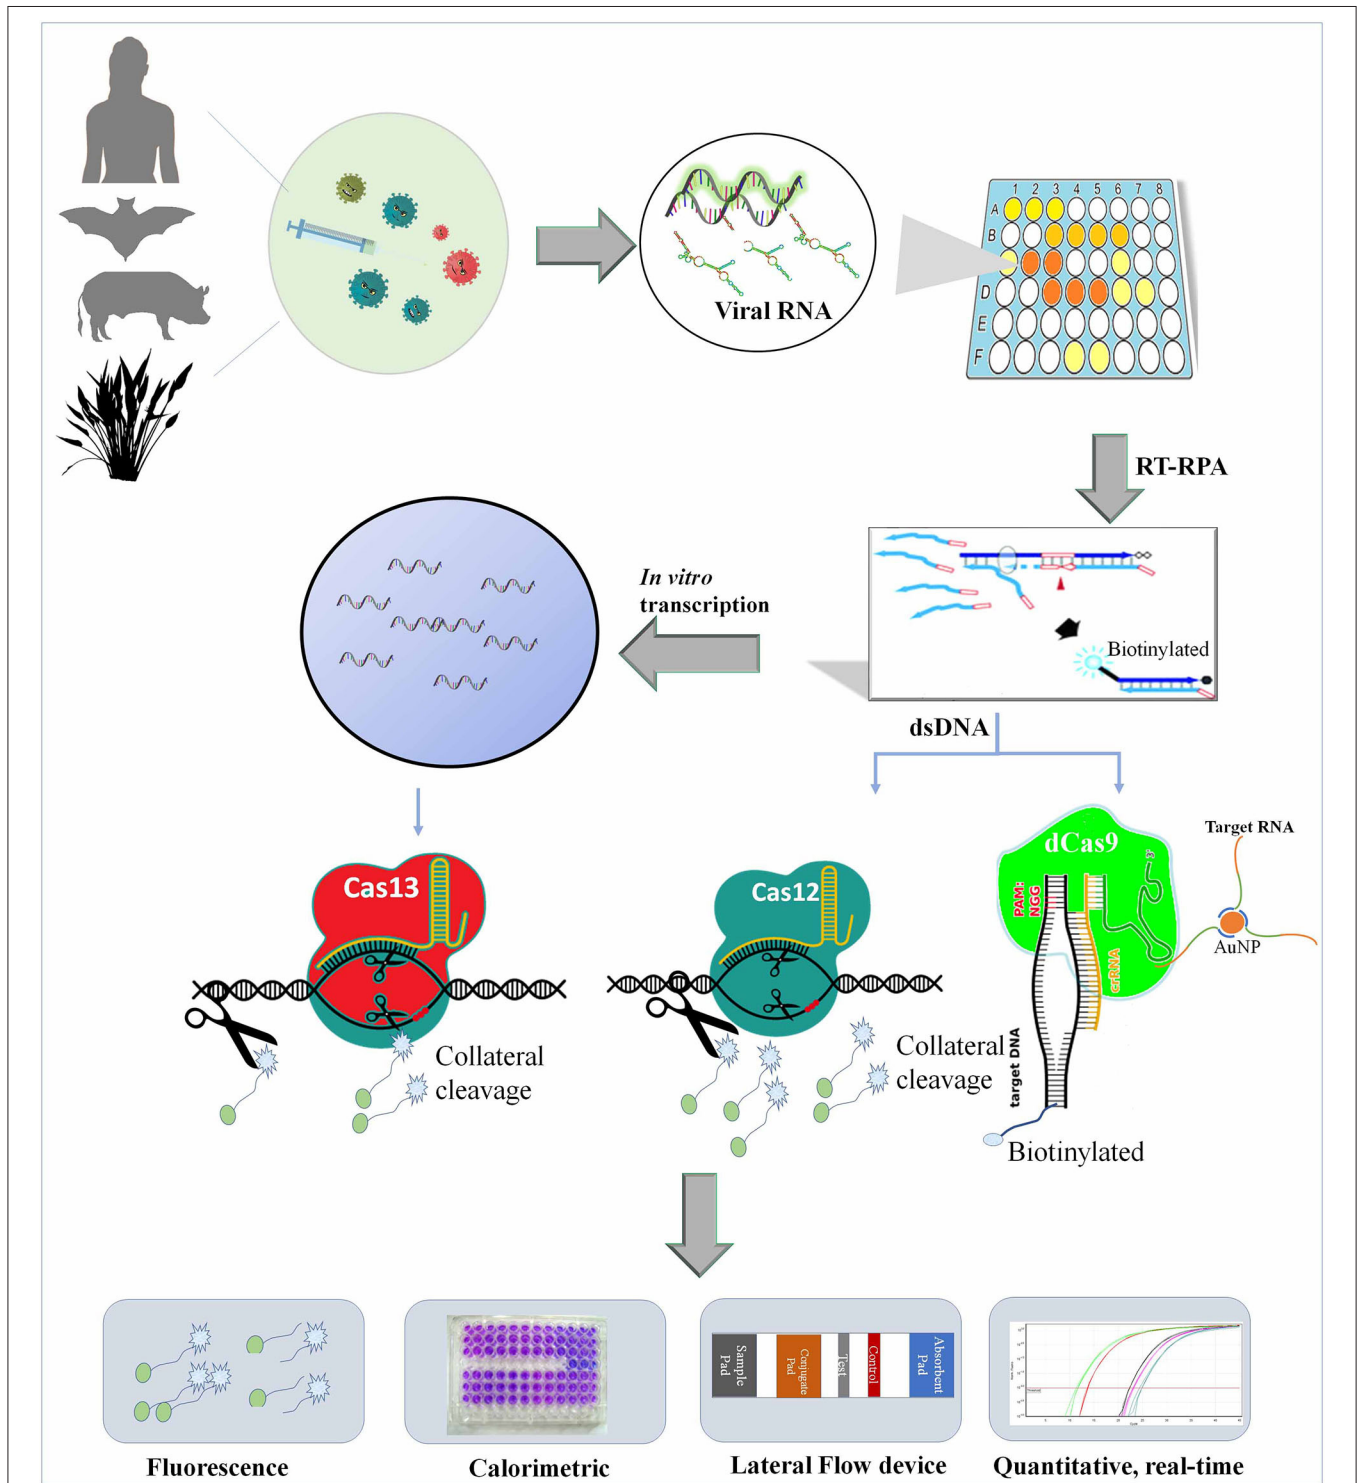 1 2 3 4 5 6 7 8
A
B
D
E
F
Viral RNA
RT-RPA
In vitro
transcription
Biotinylated
dsDNA
Cas13
Collateral
cleavage
Cas12
Collateral
cleavage
dCas9
PAM:
NGG
crRNA
3'
target DNA
Target RNA
AuNP
Biotinylated
Sample
Pad
Conjugate
Pad
Test
Control
Absorbent
Pad
Fluorescence
Calorimetric
Lateral Flow device
Quantitative, real-time